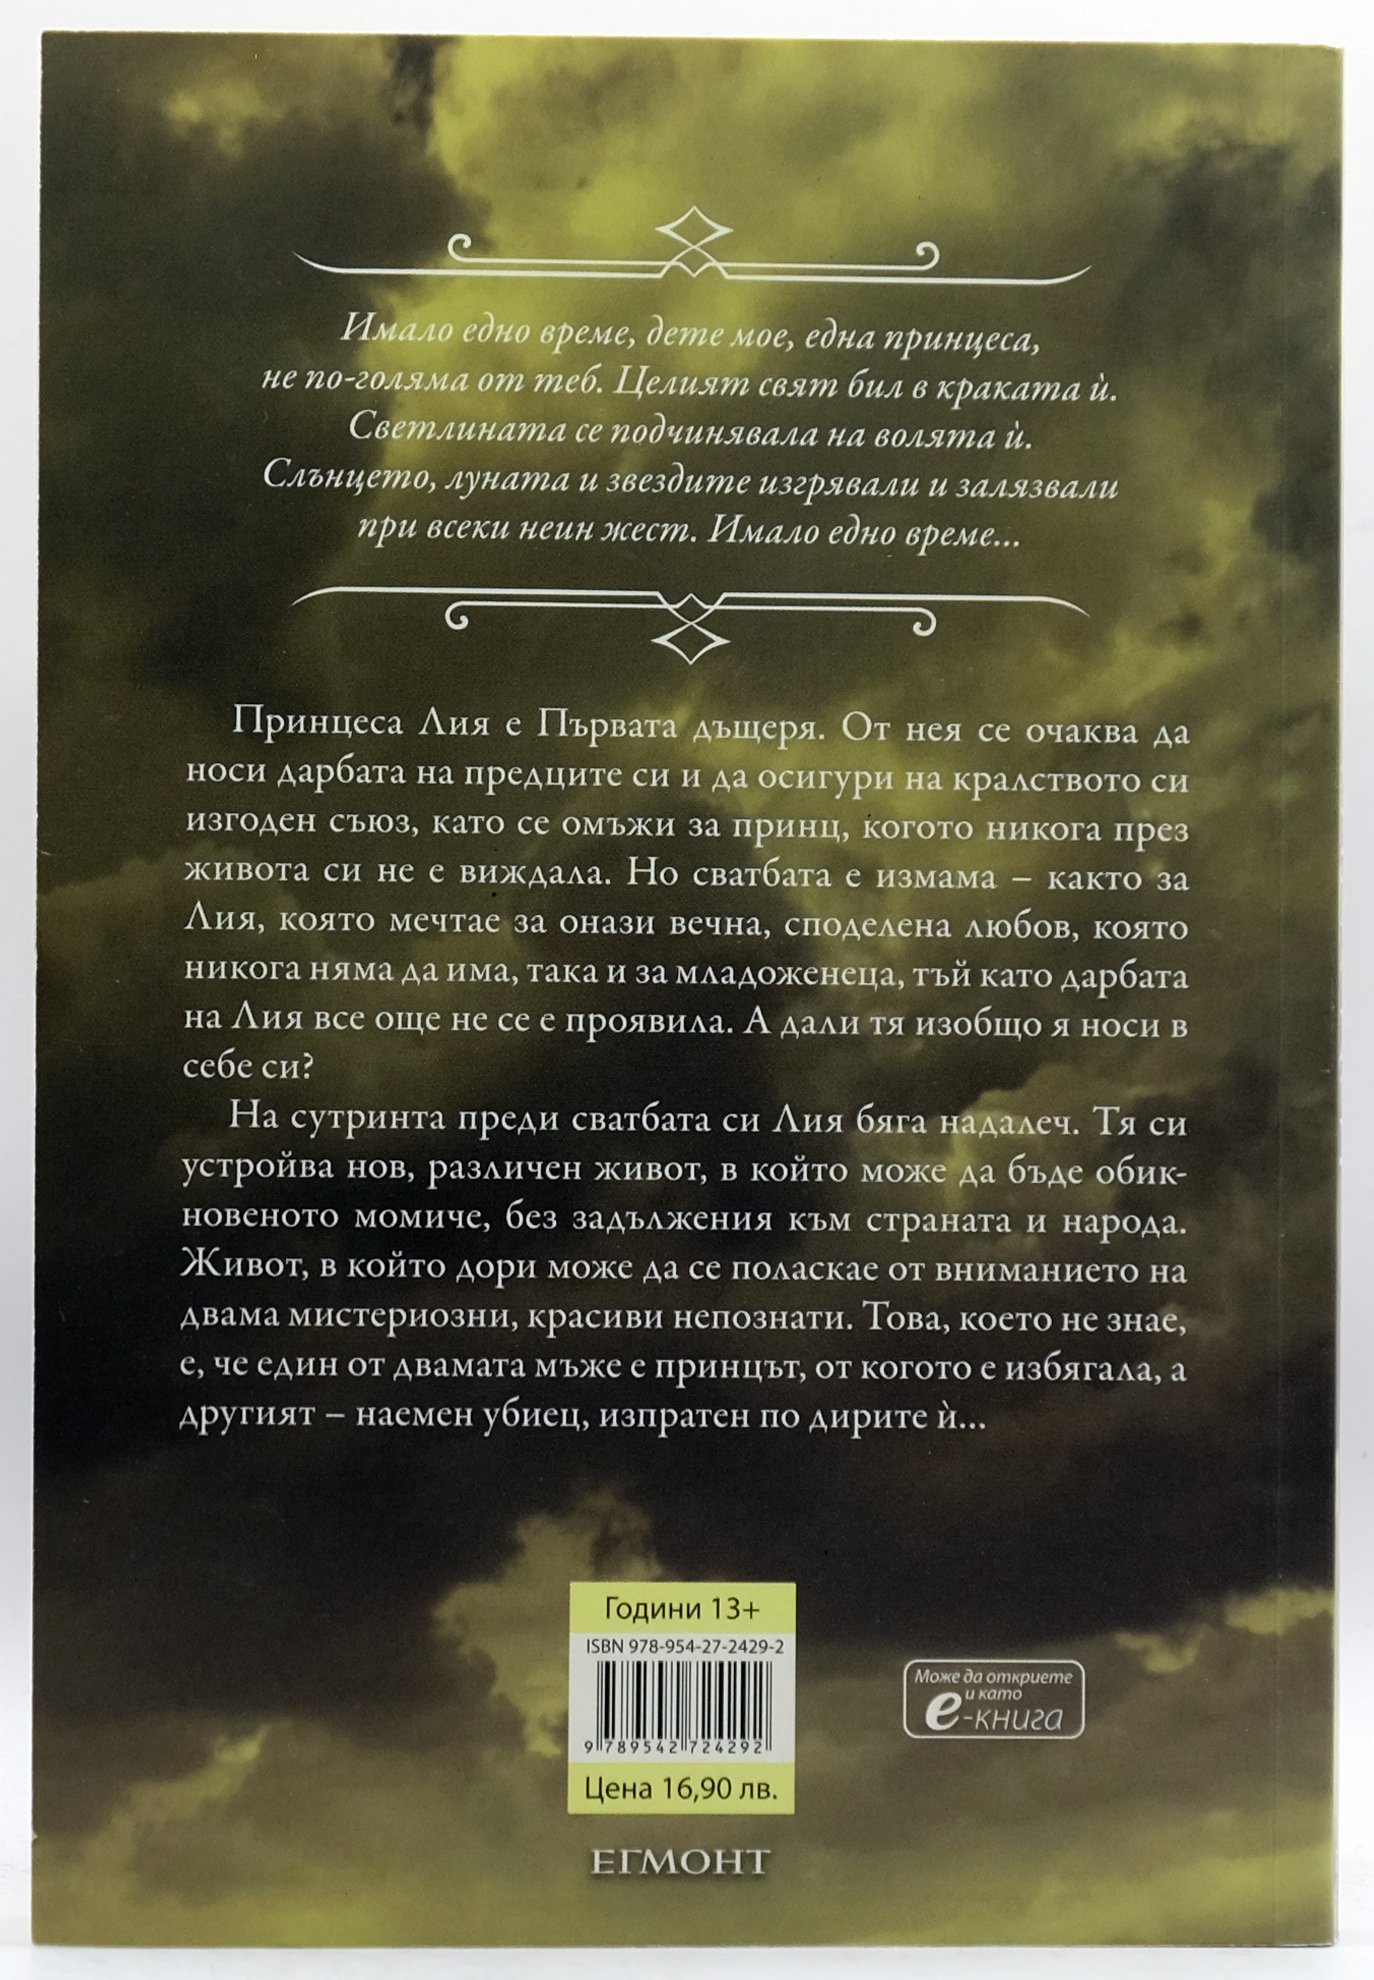 Имало едно време, дете мое, една принцеса,
не по-голяма от теб. Целият свят бил в краката ѝ.
Светлината се подчинявала на волята ѝ.
Слънцето, луната и звездите изгрявали и залязвали
при всеки неин жест. Имало едно време...
Принцеса Лия е Първата дъщеря. От нея се очаква да
носи дарбата на предците си и да осигури на кралството си
изгоден съюз, като се омъжи за принц, когото никога през
живота си не е виждала. Но сватбата е измама – както за
Лия, която мечтае за онази вечна, споделена любов, която
никога няма да има, така и за младоженеца, тъй като дарбата
на Лия все още не се е проявила. А дали тя изобщо я носи в
себе си?
На сутринта преди сватбата си Лия бяга надалеч. Тя си
устройва нов, различен живот, в който може да бъде обик-
новеното момиче, без задължения към страната и народа.
Живот, в който дори може да се поласкае от вниманието на
двама мистериозни, красиви непознати. Това, което не знае,
е, че един от двамата мъже е принцът, от когото е избягала, а
другият – наемен убиец, изпратен по дирите ѝ...
Години 13+
ISBN 978-954-27-2429-2
9 789542 724292
Цена 16,90 лв.
Може да откриете
и като
е-книга
ЕГМОНТ